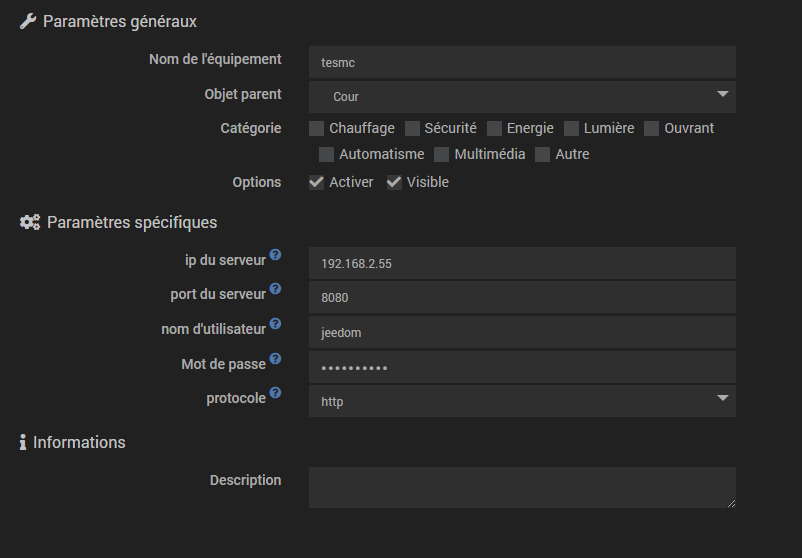 Paramètres généraux
Nom de l'équipement tesmc
Objet parent Cour
Catégorie Chauffage Sécurité Energie Lumière Ouvrant
Automatisme Multimédia Autre
Options Activer Visible
Paramètres spécifiques
ip du serveur ? 192.168.2.55
port du serveur ? 8080
nom d'utilisateur ? jeedom
Mot de passe ? ••••••••••
protocole ? http
Informations
Description